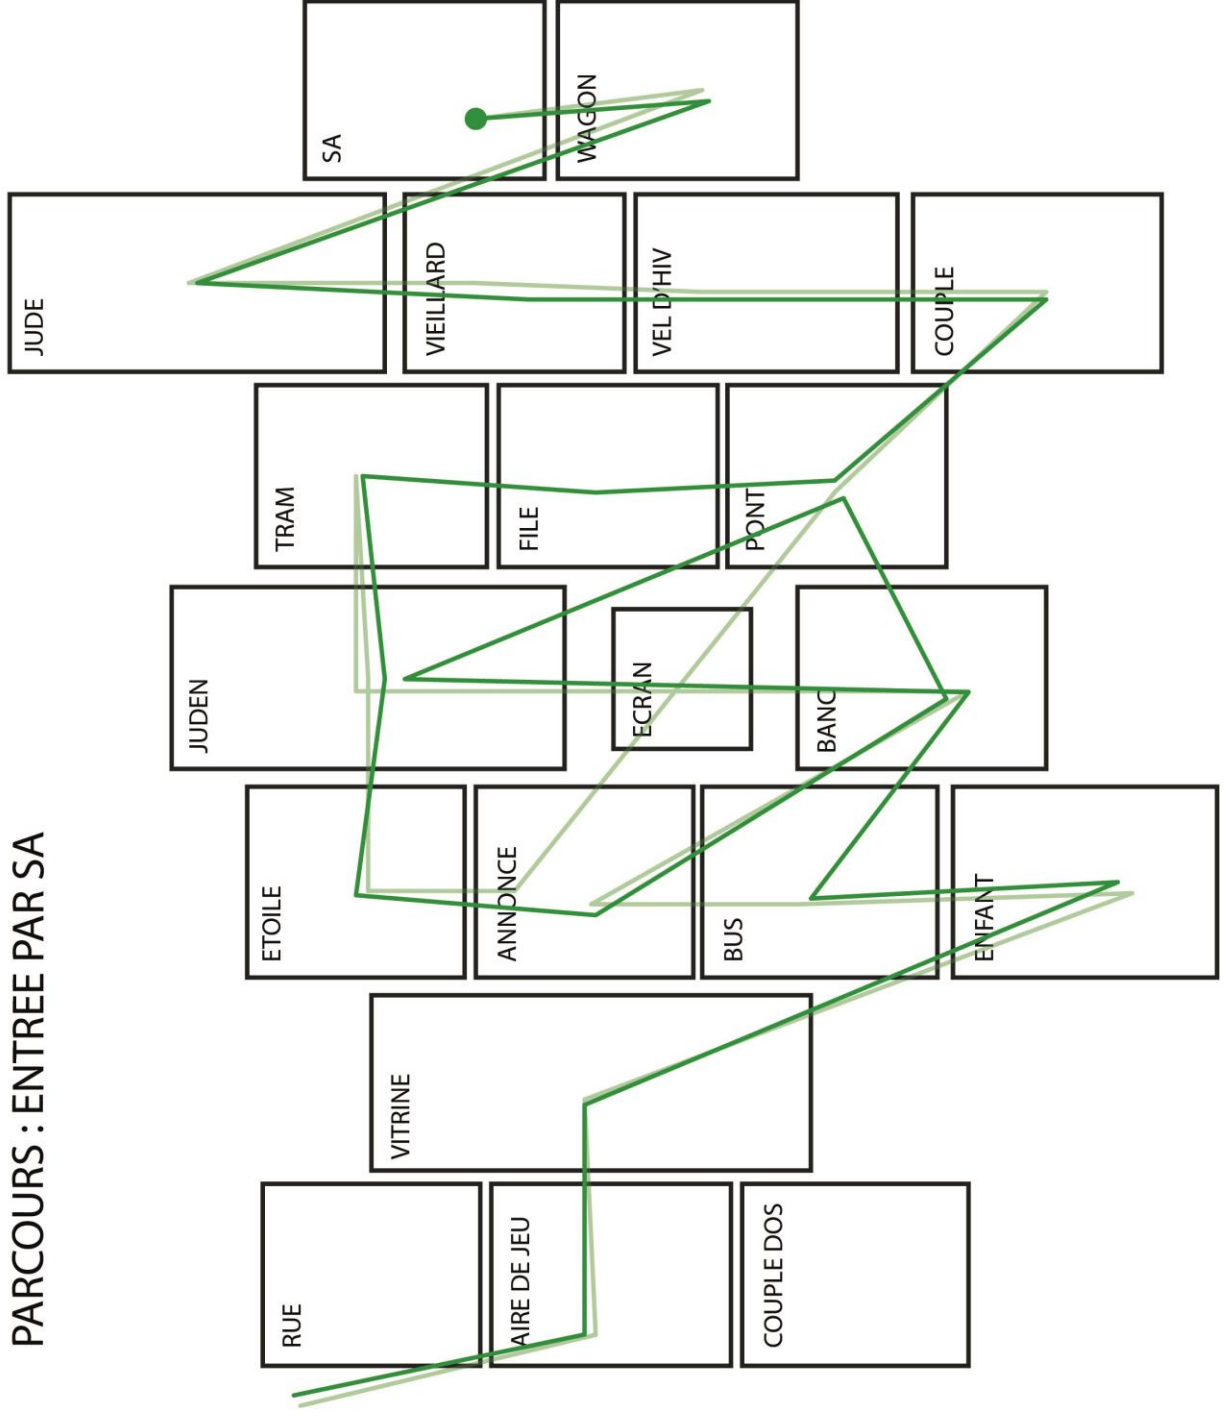 PARCOURS : ENTREE PAR SA
SA
WAGON
JUDE
VIEILLARD
VEL D'HIV
COUPLE
TRAM
FILE
PONT
JUDEN
ECRAN
BANC
ETOILE
ANNONCE
BUS
ENFANT
VITRINE
RUE
AIRE DE JEU
COUPLE DOS